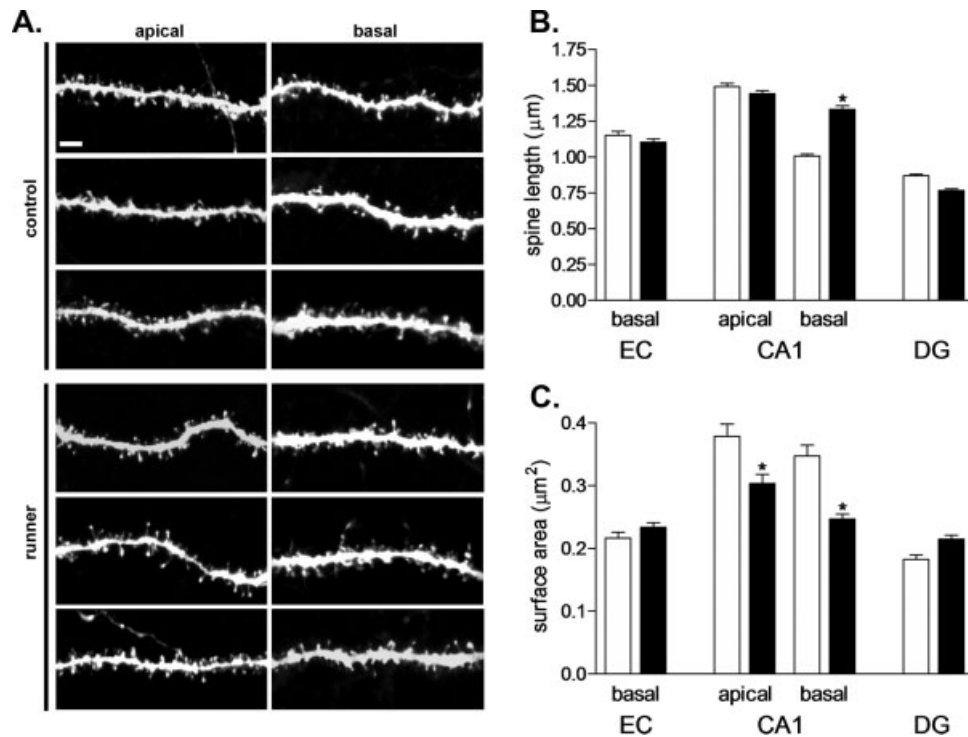 A.
apical basal
control
runner
B.
spine length (μm)
1.75
1.50
1.25
1.00
0.75
0.50
0.25
0.00
*
basal apical basal
EC CA1 DG
C.
surface area (μm²)
0.4
0.3
0.2
0.1
0.0
*
*
basal apical basal
EC CA1 DG